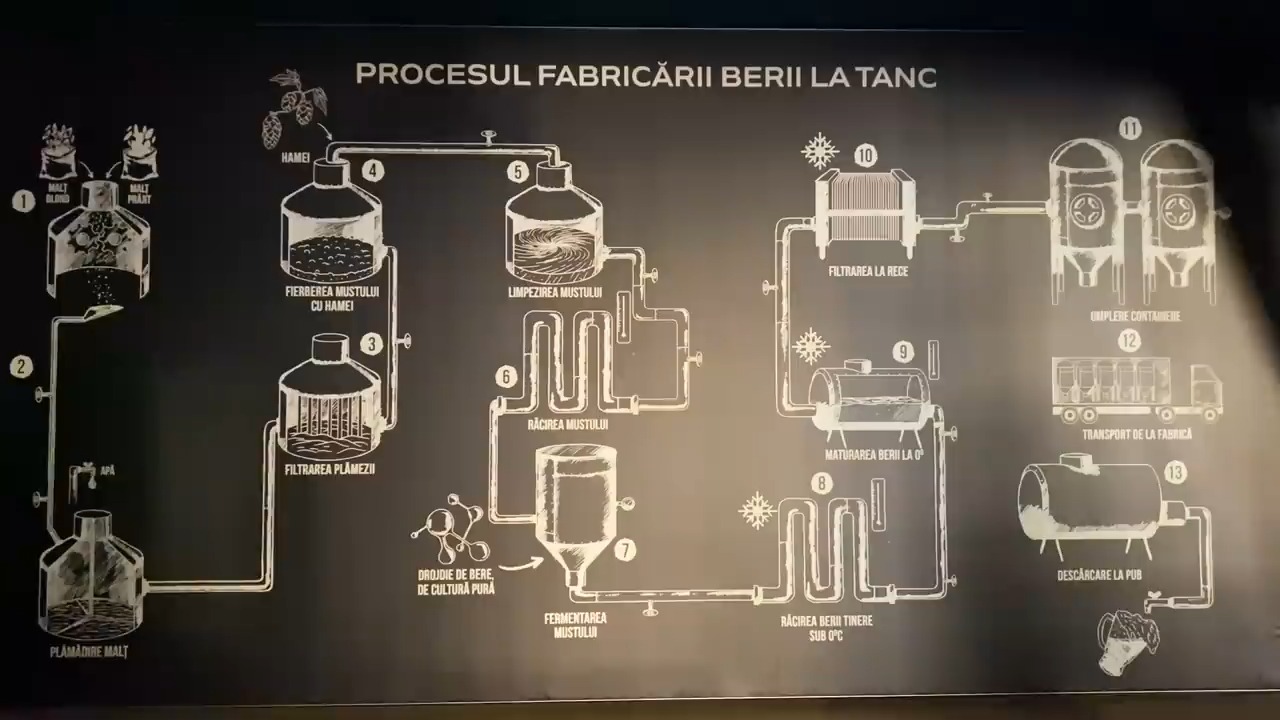 PROCESUL FABRICĂRII BERII LA TANC
1
MALȚ
BLOND
MALȚ
PRĂJIT
2
APĂ
PLĂMĂDIRE MALȚ
3
FILTRAREA PLĂMEZII
HAMEI
4
FIERBEREA MUSTULUI
CU HAMEI
5
LIMPEZIREA MUSTULUI
6
RĂCIREA MUSTULUI
7
DROJDIE DE BERE,
DE CULTURĂ PURĂ
FERMENTAREA
MUSTULUI
8
RĂCIREA BERII TINERE
SUB 0°C
9
MATURAREA BERII LA 0°
10
FILTRAREA LA RECE
11
UMPLERE CONTAINERE
12
TRANSPORT DE LA FABRICĂ
13
DESCĂRCARE LA PUB